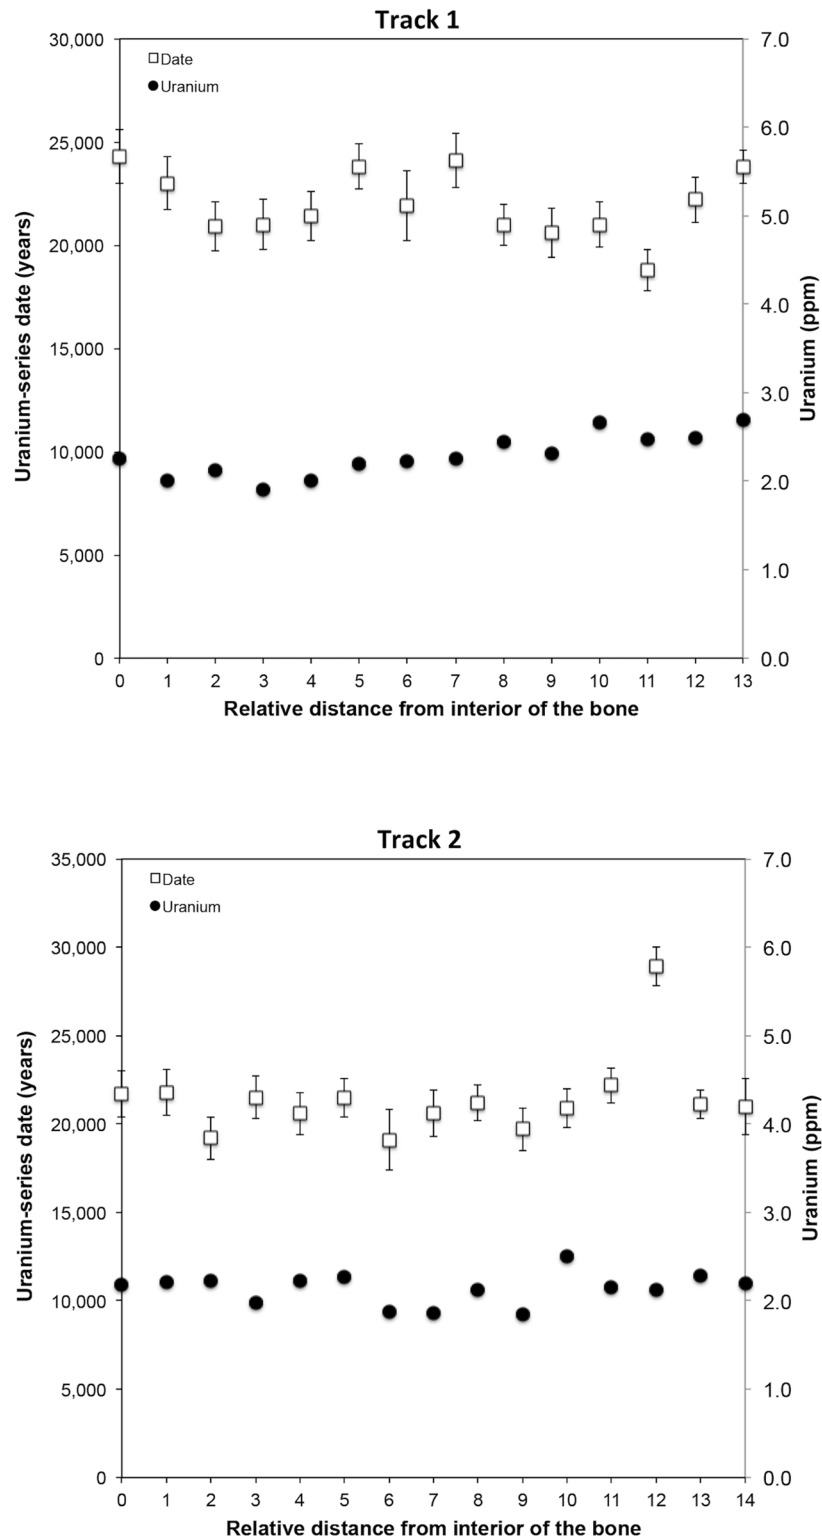 Track 1
30,000
25,000
20,000
15,000
10,000
5,000
0
Uranium-series date (years)
Date
Uranium
7.0
6.0
5.0
4.0
3.0
2.0
1.0
0.0
Uranium (ppm)
0 1 2 3 4 5 6 7 8 9 10 11 12 13
Relative distance from interior of the bone
Track 2
35,000
30,000
25,000
20,000
15,000
10,000
5,000
0
Uranium-series date (years)
Date
Uranium
7.0
6.0
5.0
4.0
3.0
2.0
1.0
0.0
Uranium (ppm)
0 1 2 3 4 5 6 7 8 9 10 11 12 13 14
Relative distance from interior of the bone